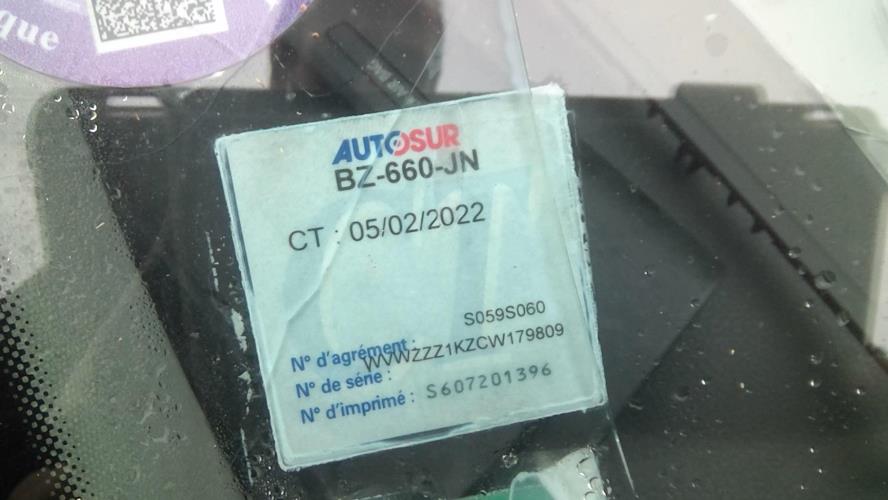 que
AUTOSUR
BZ-660-JN
CT : 05/02/2022
S059S060
N° d'agrément :
WVWZZZ1KZCW179809
N° de série :
N° d'imprimé : S607201396